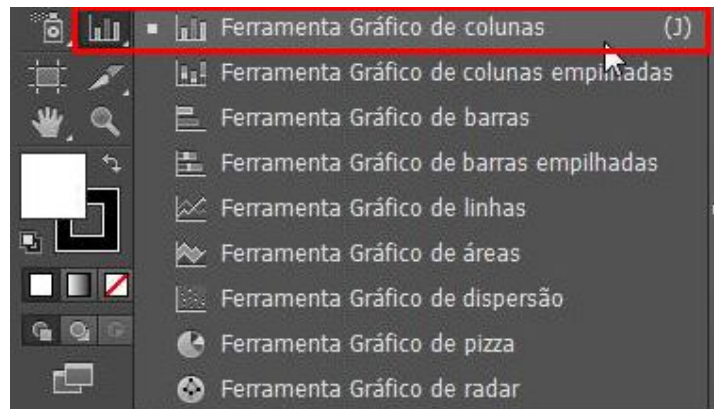 Ferramenta Gráfico de colunas (J)
Ferramenta Gráfico de colunas empilhadas
Ferramenta Gráfico de barras
Ferramenta Gráfico de barras empilhadas
Ferramenta Gráfico de linhas
Ferramenta Gráfico de áreas
Ferramenta Gráfico de dispersão
Ferramenta Gráfico de pizza
Ferramenta Gráfico de radar